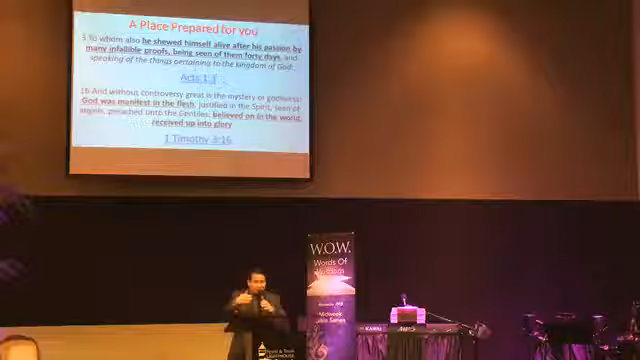 A Place Prepared for you
3 To whom also he shewed himself alive after his passion by
many infallible proofs, being seen of them forty days, and
speaking of the things pertaining to the kingdom of God:
Acts 1:3
16 And without controversy great is the mystery of godliness:
God was manifest in the flesh, justified in the Spirit, seen of
angels, preached unto the Gentiles, believed on in the world,
received up into glory
1 Timothy 3:16
W.O.W.
Words Of
Wisdom
Midweek
Bible Series
LIGHTHOUSE